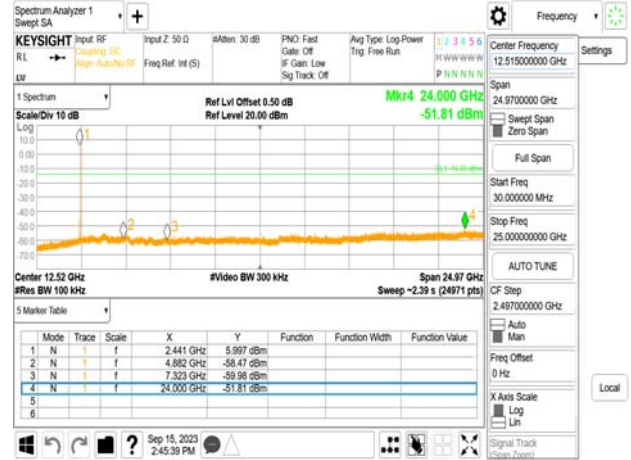 Spectrum Analyzer 1
Swept SA
Frequency
KEYSIGHT Input: RF Input Z: 50 Ω #Atten: 30 dB PNO: Fast Avg Type: Log-Power 1 2 3 4 5 6
RL Coupling: DC Gate: Off Trig: Free Run M W W W W W
Align: Auto/No RF Freq Ref: Int (S) IF Gain: Low
Sig Track: Off P N N N N N
Center Frequency
12.515000000 GHz
Settings
1 Spectrum
Scale/Div 10 dB
Ref Lvl Offset 0.50 dB
Ref Level 20.00 dBm
Mkr4 24.000 GHz
-51.81 dBm
Log
10.0
0.00
-10.0
-20.0
-30.0
-40.0
-50.0
-60.0
-70.0
1
2
3
4
Center 12.52 GHz #Video BW 300 kHz Span 24.97 GHz
#Res BW 100 kHz Sweep ~2.39 s (24971 pts)
5 Marker Table
Mode Trace Scale X Y Function Function Width Function Value
1 N 1 f 2.441 GHz 5.997 dBm
2 N 1 f 4.882 GHz -58.47 dBm
3 N 1 f 7.323 GHz -59.98 dBm
4 N 1 f 24.000 GHz -51.81 dBm
5
6
Span
24.9700000 GHz
Swept Span
Zero Span
Full Span
Start Freq
30.000000 MHz
Stop Freq
25.000000000 GHz
AUTO TUNE
CF Step
2.497000000 GHz
Auto
Man
Freq Offset
0 Hz
X Axis Scale
Log
Lin
Signal Track
(Span Zoom)
Local
Sep 15, 2023
2:45:39 PM